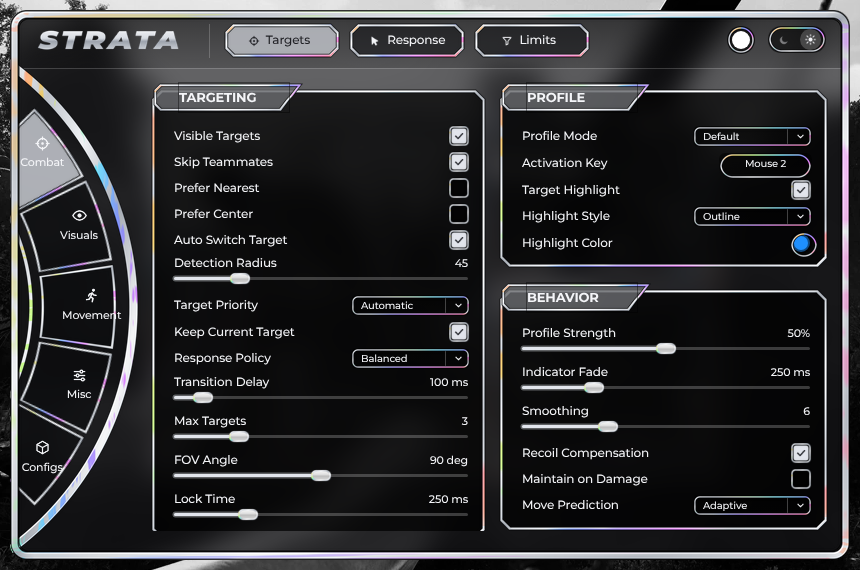 STRATA
Targets
Response
Limits
Combat
Visuals
Movement
Misc
Configs
TARGETING
Visible Targets
Skip Teammates
Prefer Nearest
Prefer Center
Auto Switch Target
Detection Radius 45
Target Priority Automatic
Keep Current Target
Response Policy Balanced
Transition Delay 100 ms
Max Targets 3
FOV Angle 90 deg
Lock Time 250 ms
PROFILE
Profile Mode Default
Activation Key Mouse 2
Target Highlight
Highlight Style Outline
Highlight Color
BEHAVIOR
Profile Strength 50%
Indicator Fade 250 ms
Smoothing 6
Recoil Compensation
Maintain on Damage
Move Prediction Adaptive